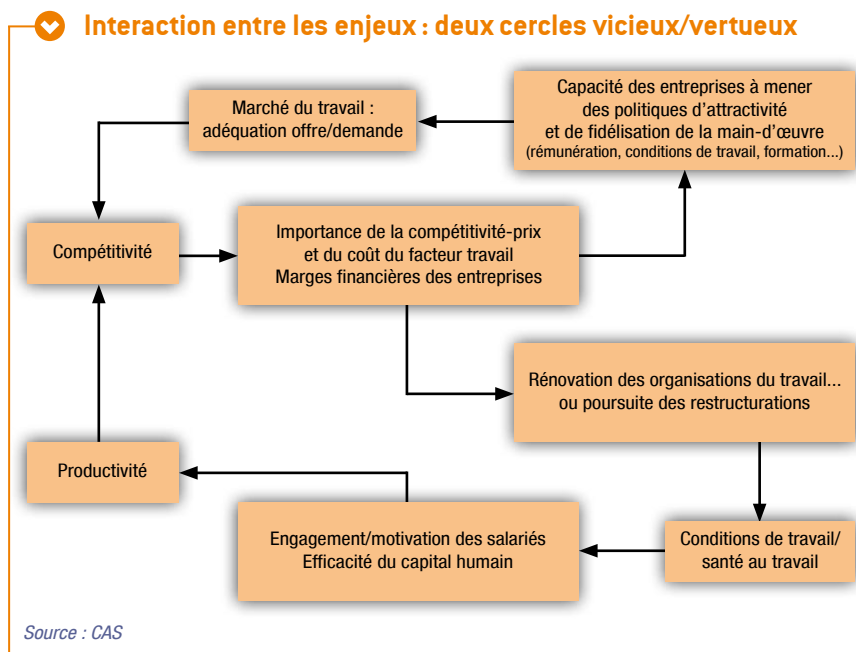 Interaction entre les enjeux : deux cercles vicieux/vertueux
Capacité des entreprises à mener
des politiques d'attractivité
et de fidélisation de la main-d'œuvre
(rémunération, conditions de travail, formation...)
Marché du travail :
adéquation offre/demande
Compétitivité
Importance de la compétitivité-prix
et du coût du facteur travail
Marges financières des entreprises
Rénovation des organisations du travail...
ou poursuite des restructurations
Productivité
Engagement/motivation des salariés
Efficacité du capital humain
Conditions de travail/
santé au travail
Source : CAS